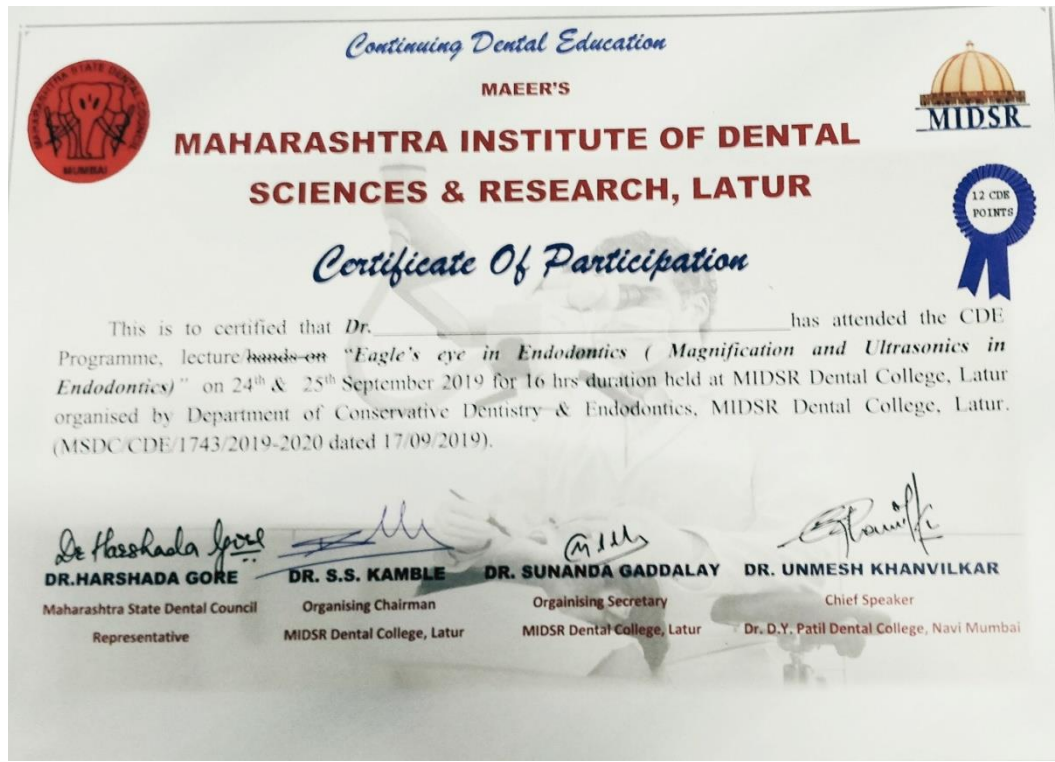 Continuing Dental Education
MAEER'S
MAHARASHTRA STATE DENTAL COUNCIL
MUMBAI
MIDSR
MAHARASHTRA INSTITUTE OF DENTAL
SCIENCES & RESEARCH, LATUR
12 CDE
POINTS
Certificate Of Participation
This is to certified that Dr. has attended the CDE
Programme, lecture/hands-on "Eagle's eye in Endodontics ( Magnification and Ultrasonics in
Endodontics)" on 24th & 25th September 2019 for 16 hrs duration held at MIDSR Dental College, Latur
organised by Department of Conservative Dentistry & Endodontics, MIDSR Dental College, Latur.
(MSDC/CDE/1743/2019-2020 dated 17/09/2019).
Dr Harshada Gore
DR.HARSHADA GORE
Maharashtra State Dental Council
Representative
DR. S.S. KAMBLE
Organising Chairman
MIDSR Dental College, Latur
DR. SUNANDA GADDALAY
Orgainising Secretary
MIDSR Dental College, Latur
DR. UNMESH KHANVILKAR
Chief Speaker
Dr. D.Y. Patil Dental College, Navi Mumbai